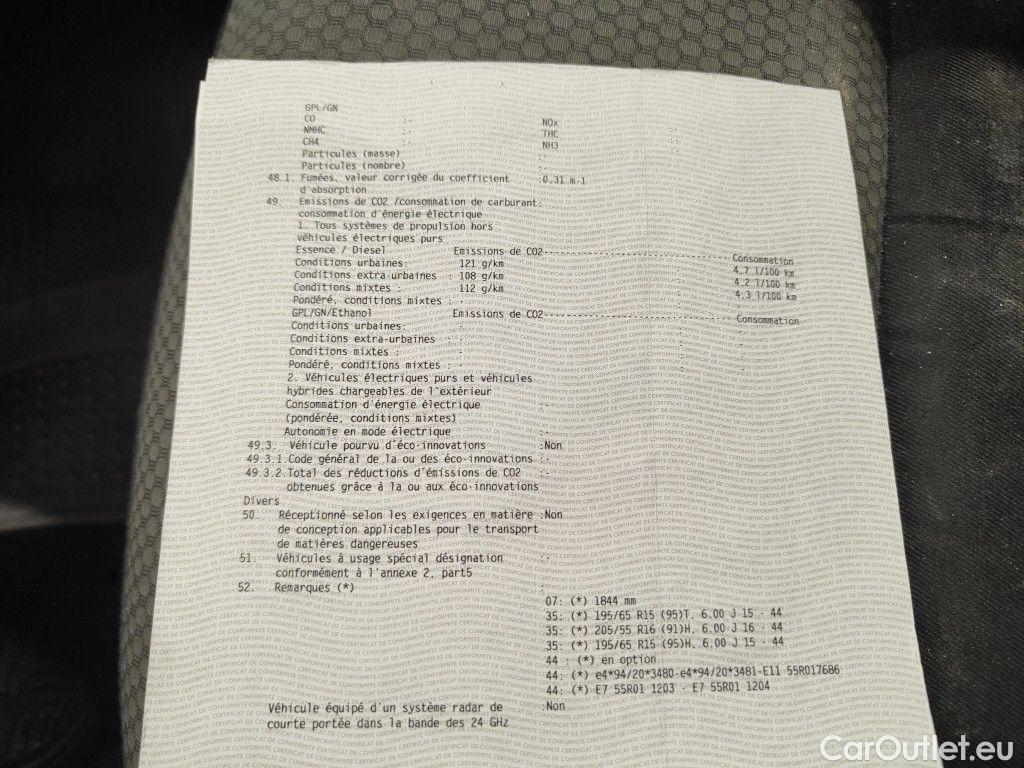 GPL/GN
CO :- NOx :-
NMHC :- THC :-
CH4 :- NH3 :-
Particules (masse) :-
Particules (nombre) :-
48.1. Fumées, valeur corrigée du coefficient :0.31 m-1
d'absorption
49. Emissions de CO2 /consommation de carburant:
consommation d'énergie électrique
1. Tous systèmes de propulsion hors
véhicules électriques purs
Essence / Diesel Emissions de CO2------------------------------ Consommation
Conditions urbaines: 121 g/km 4.7 l/100 km
Conditions extra-urbaines : 108 g/km 4.2 l/100 km
Conditions mixtes : 112 g/km 4.3 l/100 km
Pondéré, conditions mixtes : -
GPL/GN/Ethanol Emissions de CO2------------------------------ Consommation
Conditions urbaines:
Conditions extra-urbaines :
Conditions mixtes :
Pondéré, conditions mixtes : -
2. Véhicules électriques purs et véhicules
hybrides chargeables de l'extérieur
Consommation d'énergie électrique :-
(pondérée, conditions mixtes)
Autonomie en mode électrique :-
49.3. Véhicule pourvu d'éco-innovations :Non
49.3.1.Code général de la ou des éco-innovations :-
49.3.2.Total des réductions d'émissions de CO2 :-
obtenues grâce à la ou aux éco-innovations
Divers
50. Réceptionné selon les exigences en matière :Non
de conception applicables pour le transport
de matières dangereuses
51. Véhicules à usage spécial désignation :-
conformément à l'annexe 2, part5
52. Remarques (*) :
07: (*) 1844 mm
35: (*) 195/65 R15 (95)T, 6.00 J 15 - 44
35: (*) 205/55 R16 (91)H, 6.00 J 16 - 44
35: (*) 195/65 R15 (95)H, 6.00 J 15 - 44
44 : (*) en option
44: (*) e4*94/20*3480-e4*94/20*3481-E11 55R017686
44: (*) E7 55R01 1203 - E7 55R01 1204
Véhicule équipé d'un système radar de :Non
courte portée dans la bande des 24 GHz
CarOutlet.eu